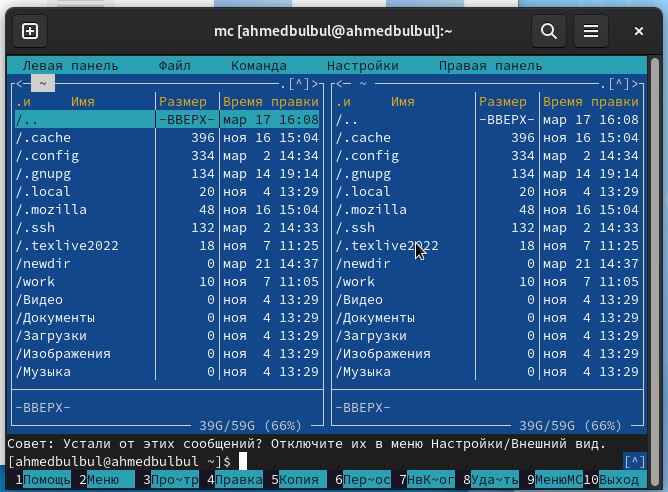 mc [ahmedbulbul@ahmedbulbul]:~
Левая панель Файл Команда Настройки Правая панель
<─ ~ .[^]> <─ ~ .[^]>
.и Имя Размер Время правки .и Имя Размер Время правки
/.. -ВВЕРХ- мар 17 16:08 /.. -ВВЕРХ- мар 17 16:08
/.cache 396 ноя 16 15:04 /.cache 396 ноя 16 15:04
/.config 334 мар 2 14:34 /.config 334 мар 2 14:34
/.gnupg 134 мар 14 19:14 /.gnupg 134 мар 14 19:14
/.local 20 ноя 4 13:29 /.local 20 ноя 4 13:29
/.mozilla 48 ноя 16 15:04 /.mozilla 48 ноя 16 15:04
/.ssh 132 мар 2 14:33 /.ssh 132 мар 2 14:33
/.texlive2022 18 ноя 7 11:25 /.texlive2022 18 ноя 7 11:25
/newdir 0 мар 21 14:37 /newdir 0 мар 21 14:37
/work 10 ноя 7 11:05 /work 10 ноя 7 11:05
/Видео 0 ноя 4 13:29 /Видео 0 ноя 4 13:29
/Документы 0 ноя 4 13:29 /Документы 0 ноя 4 13:29
/Загрузки 0 ноя 4 13:29 /Загрузки 0 ноя 4 13:29
/Изображения 0 ноя 4 13:29 /Изображения 0 ноя 4 13:29
/Музыка 0 ноя 4 13:29 /Музыка 0 ноя 4 13:29
-ВВЕРХ- -ВВЕРХ-
39G/59G (66%) 39G/59G (66%)
Совет: Устали от этих сообщений? Отключите их в меню Настройки/Внешний вид.
[ahmedbulbul@ahmedbulbul ~]$ [^]
1Помощь 2Меню 3Про~тр 4Правка 5Копия 6Пер~ос 7НвК~ог 8Уда~ть 9МенюМС 10Выход